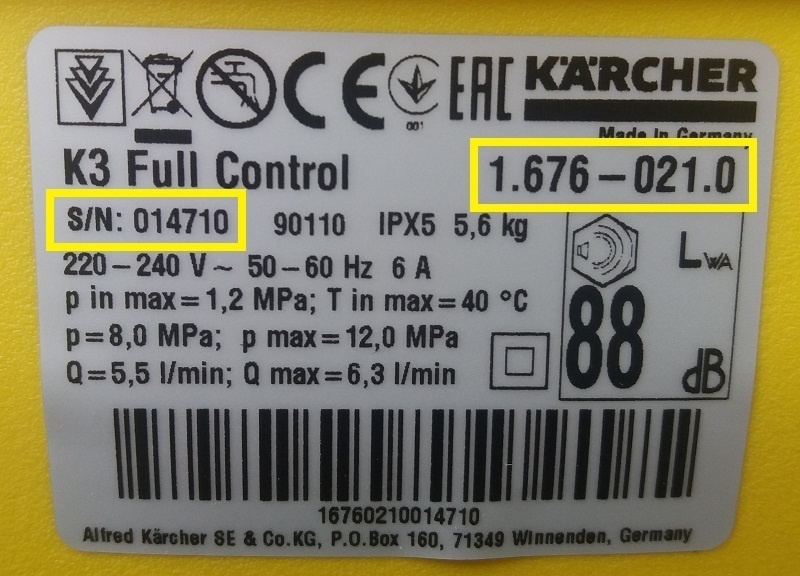 CE 001 EAC KÄRCHER
Made in Germany
K3 Full Control 1.676-021.0
S/N: 014710 90110 IPX5 5,6 kg
220-240 V~ 50-60 Hz 6 A
LWA
p in max=1,2 MPa; T in max=40 °C
p=8,0 MPa; p max=12,0 MPa
88 dB
Q=5,5 l/min; Q max=6,3 l/min
16760210014710
Alfred Kärcher SE & Co.KG, P.O.Box 160, 71349 Winnenden, Germany